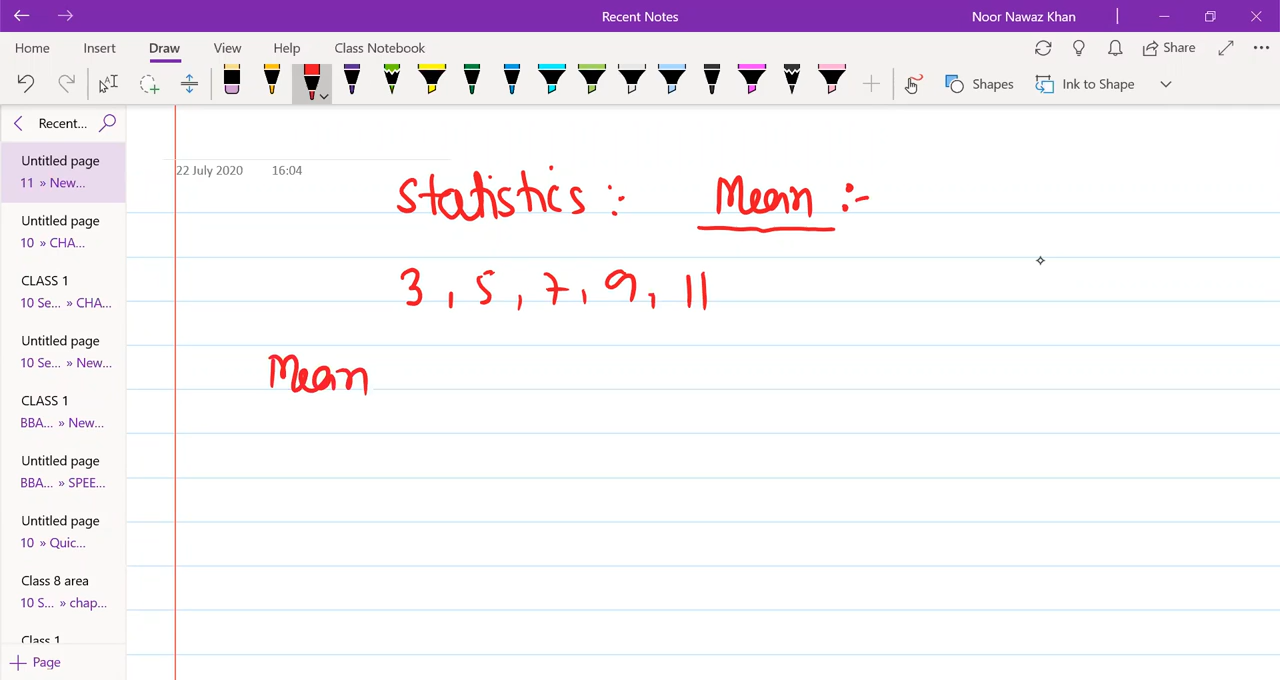 Recent Notes
Noor Nawaz Khan
Home Insert Draw View Help Class Notebook
Share
Shapes
Ink to Shape
Recent...
Untitled page
11 » New...
Untitled page
10 » CHA...
CLASS 1
10 Se... » CHA...
Untitled page
10 Se... » New...
CLASS 1
BBA... » New...
Untitled page
BBA... » SPEE...
Untitled page
10 » Quic...
Class 8 area
10 S... » chap...
Class 1
+ Page
22 July 2020 16:04
Statistics :- Mean :-
3 , 5 , 7 , 9 , 11
Mean